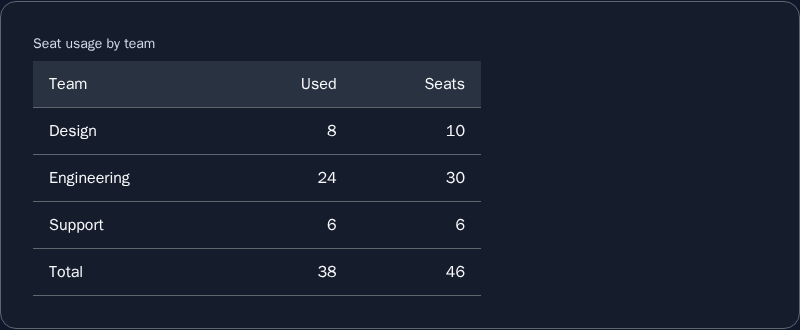 Seat usage by team
Team Used Seats
Design 8 10
Engineering 24 30
Support 6 6
Total 38 46